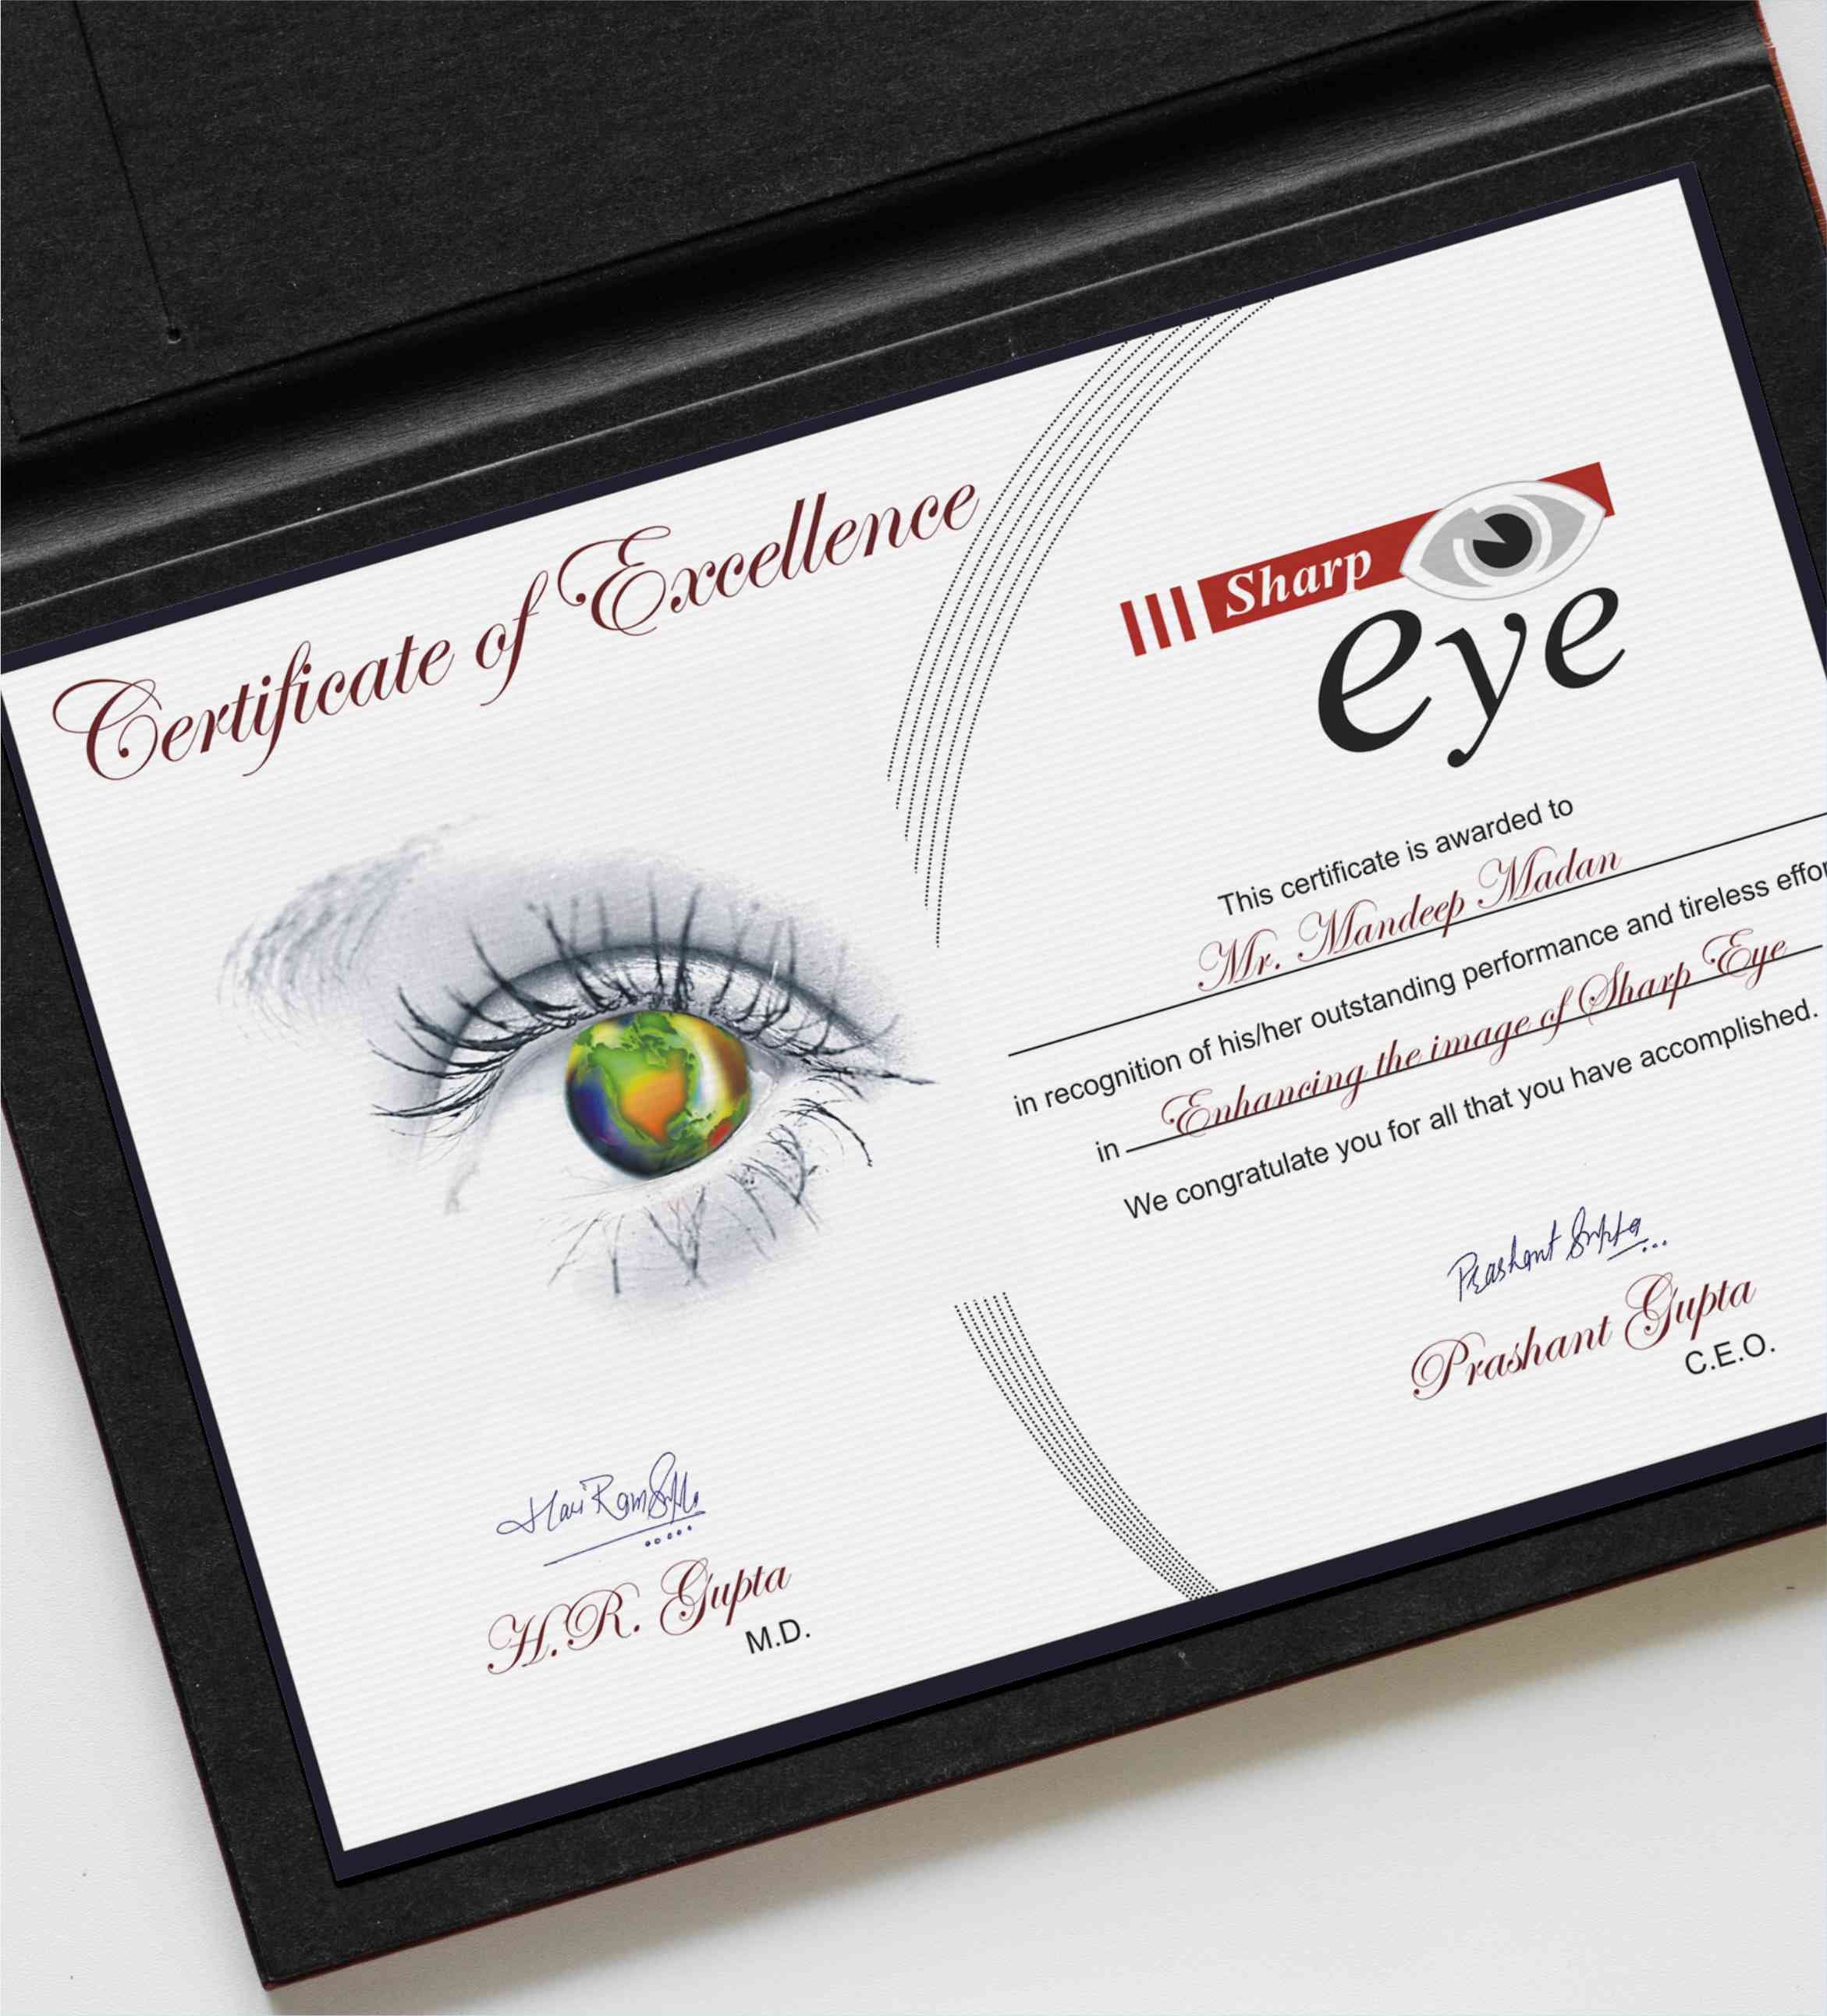 Certificate of Excellence
Sharp
eye
This certificate is awarded to
Mr. Mandeep Madan
in recognition of his/her outstanding performance and tireless effor
in Enhancing the image of Sharp Eye
We congratulate you for all that you have accomplished.
Prashant Gupta
Prashant Gupta
C.E.O.
Hari Ram Gupta
H.R. Gupta
M.D.